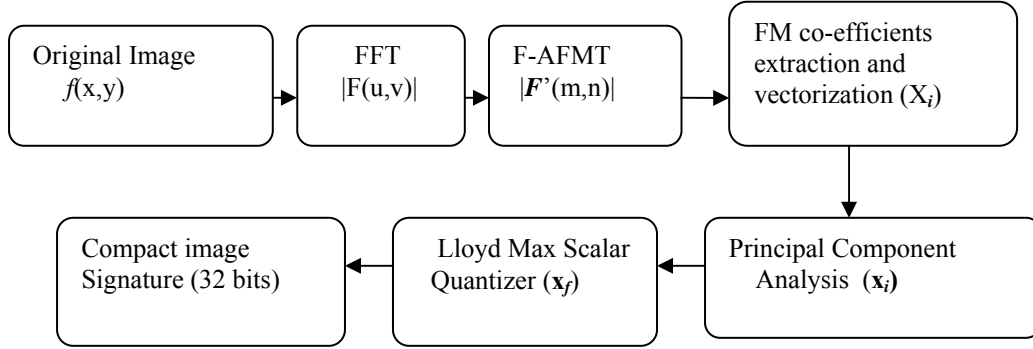 Original Image
f(x,y)
FFT
|F(u,v)|
F-AFMT
|F’(m,n)|
FM co-efficients
extraction and
vectorization (Xi)
Principal Component
Analysis (xi)
Lloyd Max Scalar
Quantizer (xf)
Compact image
Signature (32 bits)